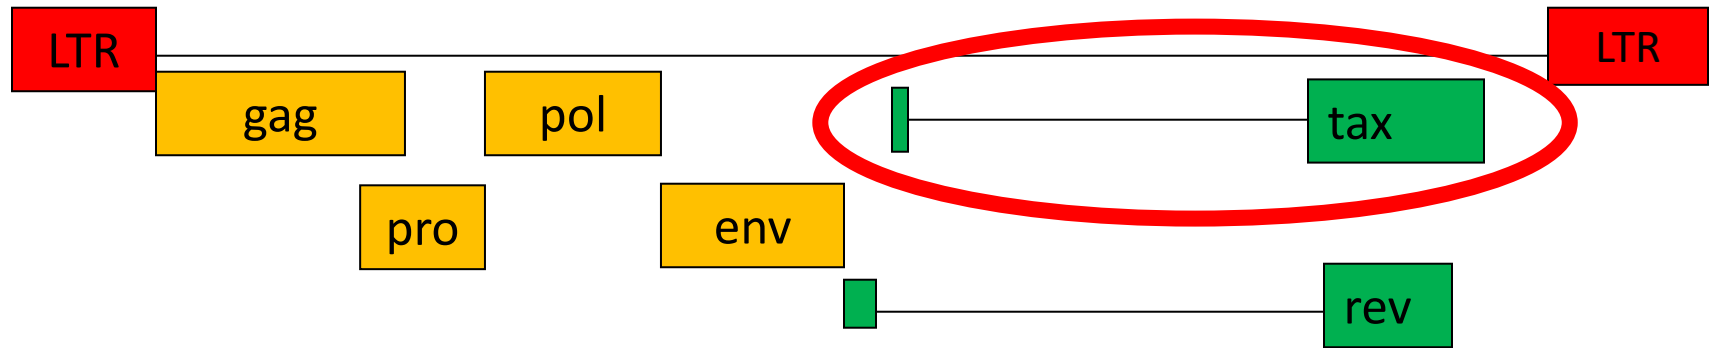 LTR
LTR
gag
pol
tax
pro
env
rev